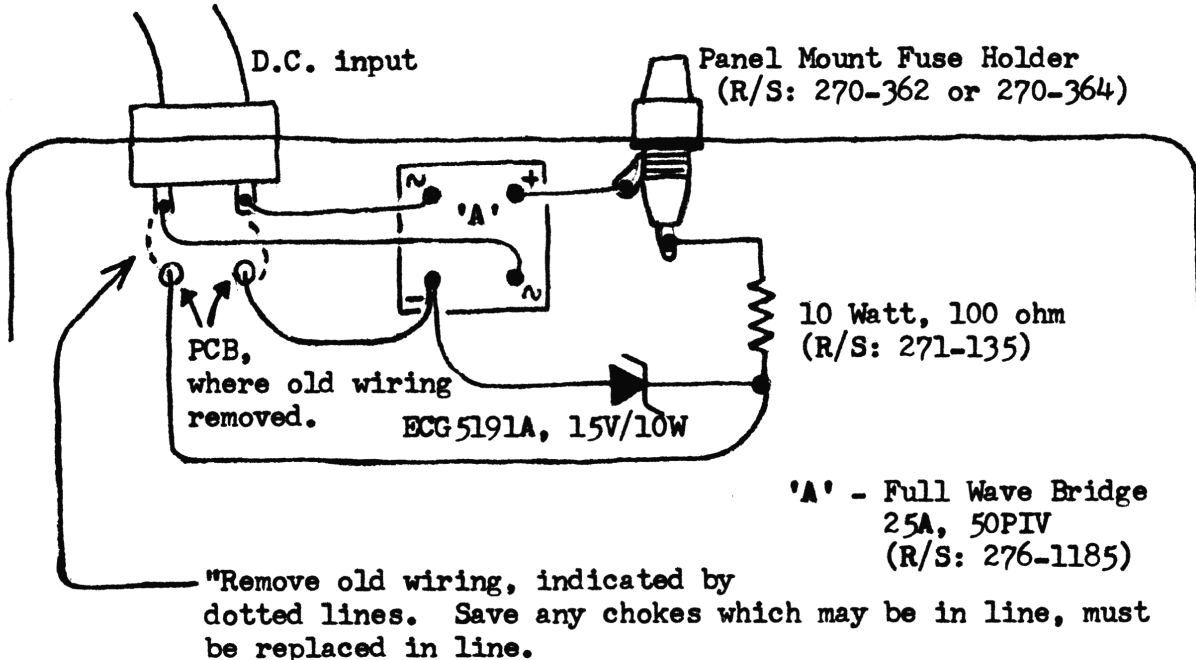 D.C. input
Panel Mount Fuse Holder
(R/S: 270-362 or 270-364)
~
+
'A'
-
~
10 Watt, 100 ohm
(R/S: 271-135)
PCB,
where old wiring
removed.
ECG5191A, 15V/10W
'A' - Full Wave Bridge
25A, 50PIV
(R/S: 276-1185)
"Remove old wiring, indicated by
dotted lines. Save any chokes which may be in line, must
be replaced in line.